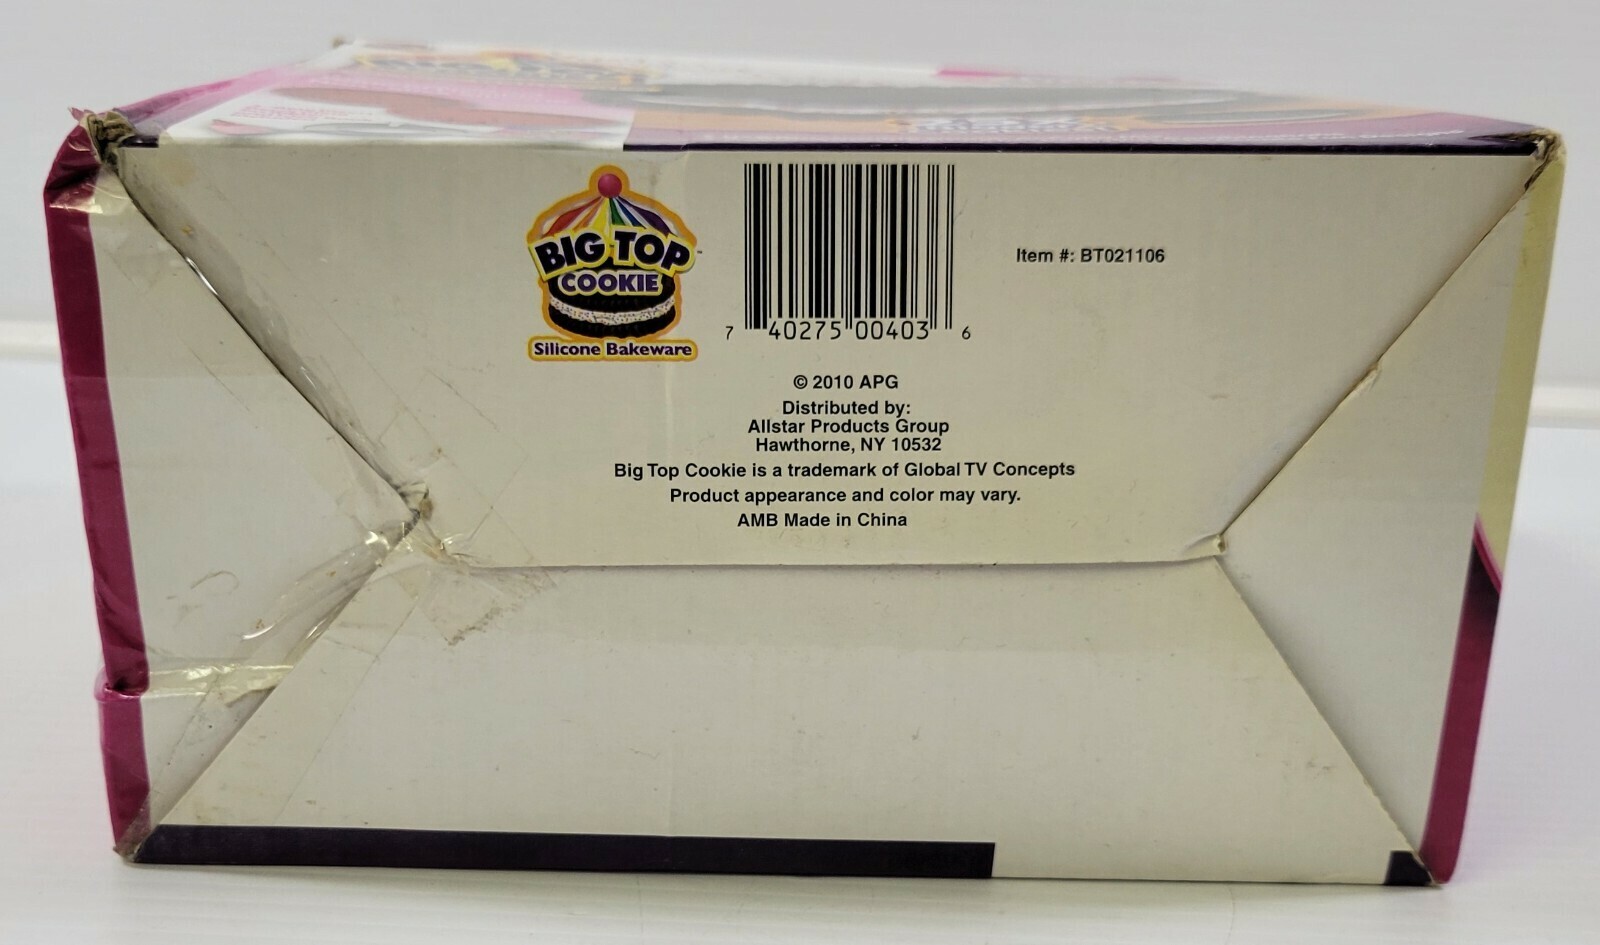 BIG TOP
COOKIE
Silicone Bakeware
7 40275 00403 6
Item #: BT021106
© 2010 APG
Distributed by:
Allstar Products Group
Hawthorne, NY 10532
Big Top Cookie is a trademark of Global TV Concepts
Product appearance and color may vary.
AMB Made in China